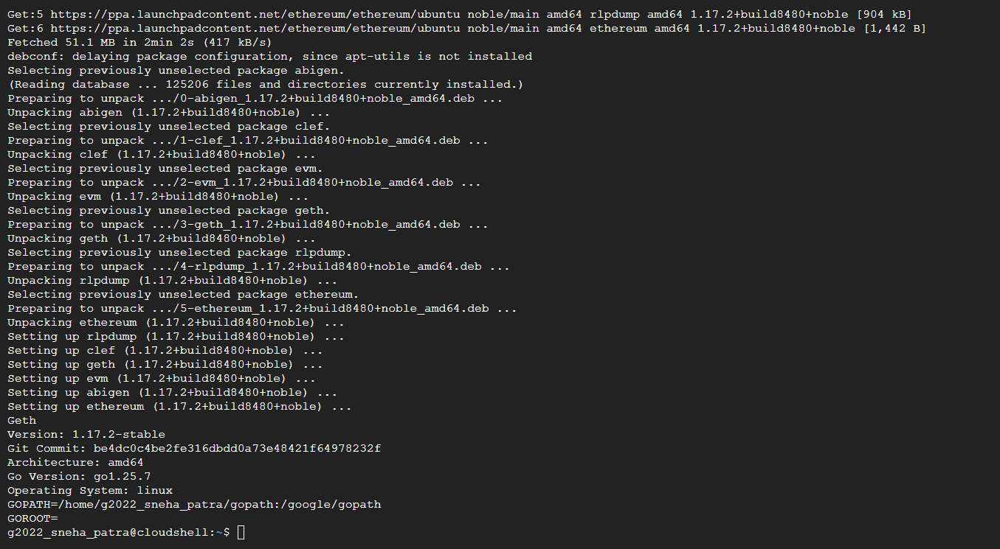 Get:5 https://ppa.launchpadcontent.net/ethereum/ethereum/ubuntu noble/main amd64 rlpdump amd64 1.17.2+build8480+noble [904 kB]
Get:6 https://ppa.launchpadcontent.net/ethereum/ethereum/ubuntu noble/main amd64 ethereum amd64 1.17.2+build8480+noble [1,442 B]
Fetched 51.1 MB in 2min 2s (417 kB/s)
debconf: delaying package configuration, since apt-utils is not installed
Selecting previously unselected package abigen.
(Reading database ... 125206 files and directories currently installed.)
Preparing to unpack .../0-abigen_1.17.2+build8480+noble_amd64.deb ...
Unpacking abigen (1.17.2+build8480+noble) ...
Selecting previously unselected package clef.
Preparing to unpack .../1-clef_1.17.2+build8480+noble_amd64.deb ...
Unpacking clef (1.17.2+build8480+noble) ...
Selecting previously unselected package evm.
Preparing to unpack .../2-evm_1.17.2+build8480+noble_amd64.deb ...
Unpacking evm (1.17.2+build8480+noble) ...
Selecting previously unselected package geth.
Preparing to unpack .../3-geth_1.17.2+build8480+noble_amd64.deb ...
Unpacking geth (1.17.2+build8480+noble) ...
Selecting previously unselected package rlpdump.
Preparing to unpack .../4-rlpdump_1.17.2+build8480+noble_amd64.deb ...
Unpacking rlpdump (1.17.2+build8480+noble) ...
Selecting previously unselected package ethereum.
Preparing to unpack .../5-ethereum_1.17.2+build8480+noble_amd64.deb ...
Unpacking ethereum (1.17.2+build8480+noble) ...
Setting up rlpdump (1.17.2+build8480+noble) ...
Setting up clef (1.17.2+build8480+noble) ...
Setting up geth (1.17.2+build8480+noble) ...
Setting up evm (1.17.2+build8480+noble) ...
Setting up abigen (1.17.2+build8480+noble) ...
Setting up ethereum (1.17.2+build8480+noble) ...
Geth
Version: 1.17.2-stable
Git Commit: be4dc0c4be2fe316dbdd0a73e48421f64978232f
Architecture: amd64
Go Version: go1.25.7
Operating System: linux
GOPATH=/home/g2022_sneha_patra/gopath:/google/gopath
GOROOT=
g2022_sneha_patra@cloudshell:~$